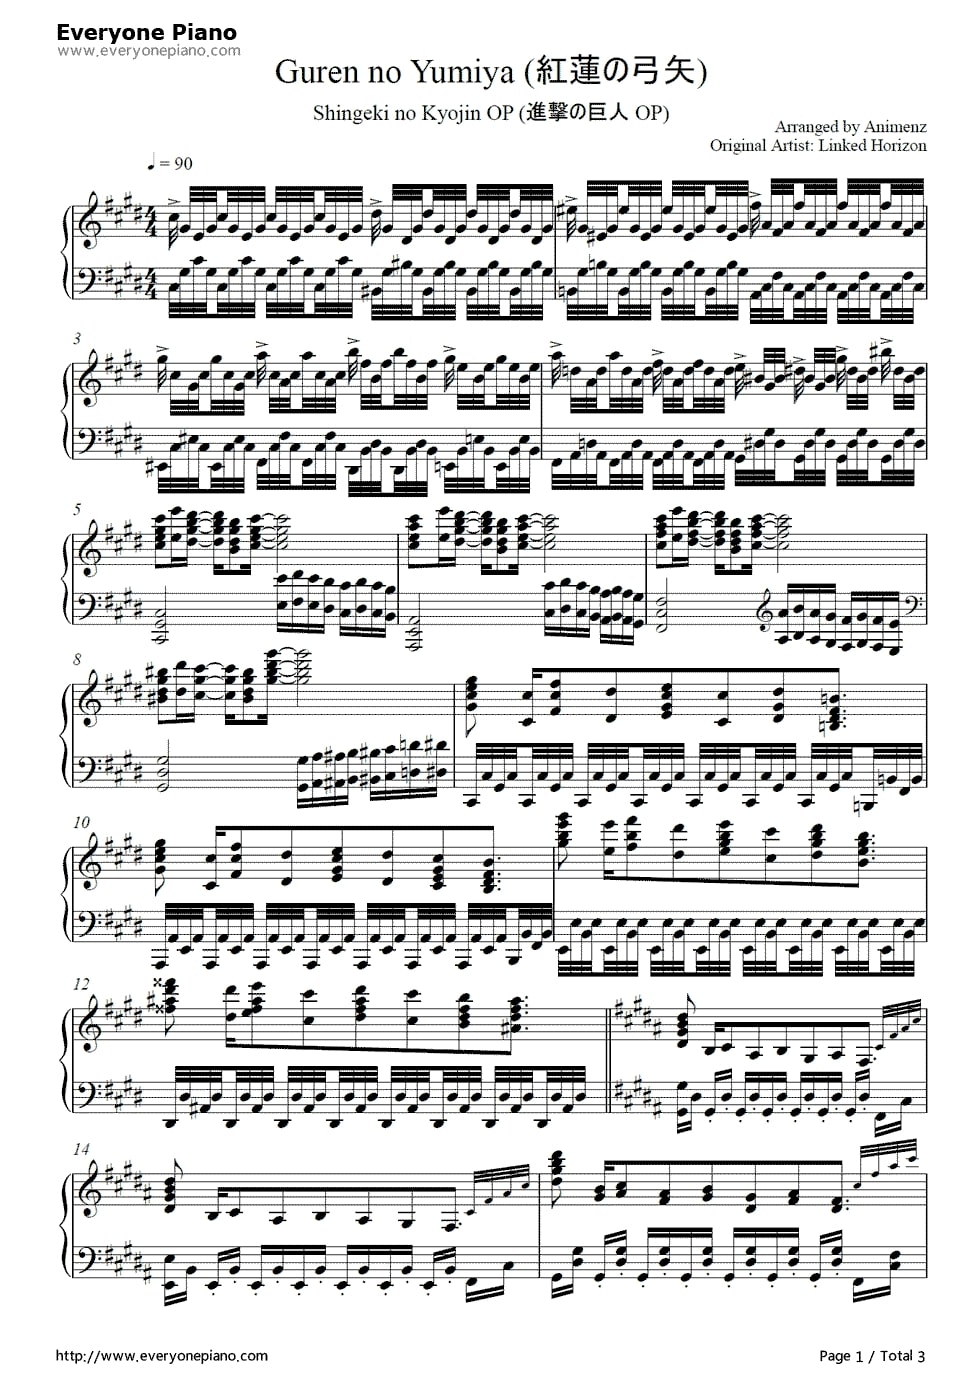 Everyone Piano
www.everyonepiano.com
Guren no Yumiya (紅蓮の弓矢)
Shingeki no Kyojin OP (進撃の巨人 OP)
Arranged by Animenz
Original Artist: Linked Horizon
♩ = 90
3
5
8
10
12
14
http://www.everyonepiano.com
Page 1 / Total 3